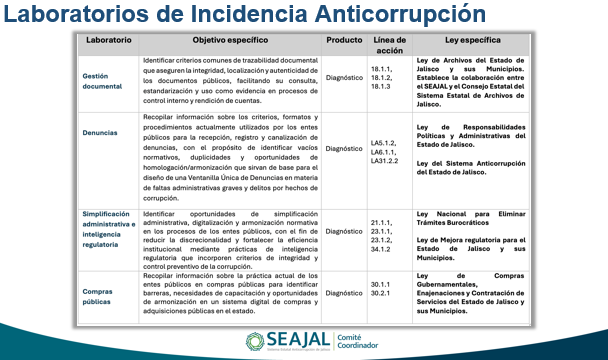 Laboratorios de Incidencia Anticorrupción
Laboratorio Objetivo específico Producto Línea de acción Ley específica
Gestión documental
Identificar criterios comunes de trazabilidad documental
que aseguren la integridad, localización y autenticidad de
los documentos públicos, facilitando su consulta,
estandarización y uso como evidencia en procesos de
control interno y rendición de cuentas.
Diagnóstico
18.1.1,
18.1.2,
18.1.3
Ley de Archivos del Estado de
Jalisco y sus Municipios.
Establece la colaboración entre
el SEAJAL y el Consejo Estatal del
Sistema Estatal de Archivos de
Jalisco.
Denuncias
Recopilar información sobre los criterios, formatos y
procedimientos actualmente utilizados por los entes
públicos para la recepción, registro y canalización de
denuncias, con el propósito de identificar vacíos
normativos, duplicidades y oportunidades de
homologación/armonización que sirvan de base para el
diseño de una Ventanilla Única de Denuncias en materia
de faltas administrativas graves y delitos por hechos de
corrupción.
Diagnóstico
LA5.1.2,
LA6.1.1,
LA31.2.2
Ley de Responsabilidades
Políticas y Administrativas del
Estado de Jalisco.
Ley del Sistema Anticorrupción
del Estado de Jalisco.
Simplificación
administrativa e
inteligencia
regulatoria
Identificar oportunidades de simplificación
administrativa, digitalización y armonización normativa
en los procesos de los entes públicos, con el fin de
reducir la discrecionalidad y fortalecer la eficiencia
institucional mediante prácticas de inteligencia
regulatoria que incorporen criterios de integridad y
control preventivo de la corrupción.
Diagnóstico
21.1.1,
23.1.1,
23.1.2,
34.1.2
Ley Nacional para Eliminar
Trámites Burocráticos
Ley de Mejora regulatoria para el
Estado de Jalisco y sus
Municipios.
Compras
públicas
Recopilar información sobre la práctica actual de los
entes públicos en compras públicas para identificar
barreras, necesidades de capacitación y oportunidades
de armonización en un sistema digital de compras y
adquisiciones públicas en el estado.
Diagnóstico
30.1.1
30.2.1
Ley de Compras
Gubernamentales,
Enajenaciones y Contratación de
Servicios del Estado de Jalisco y
sus Municipios.
SEAJAL
Sistema Estatal Anticorrupción de Jalisco
Comité
Coordinador